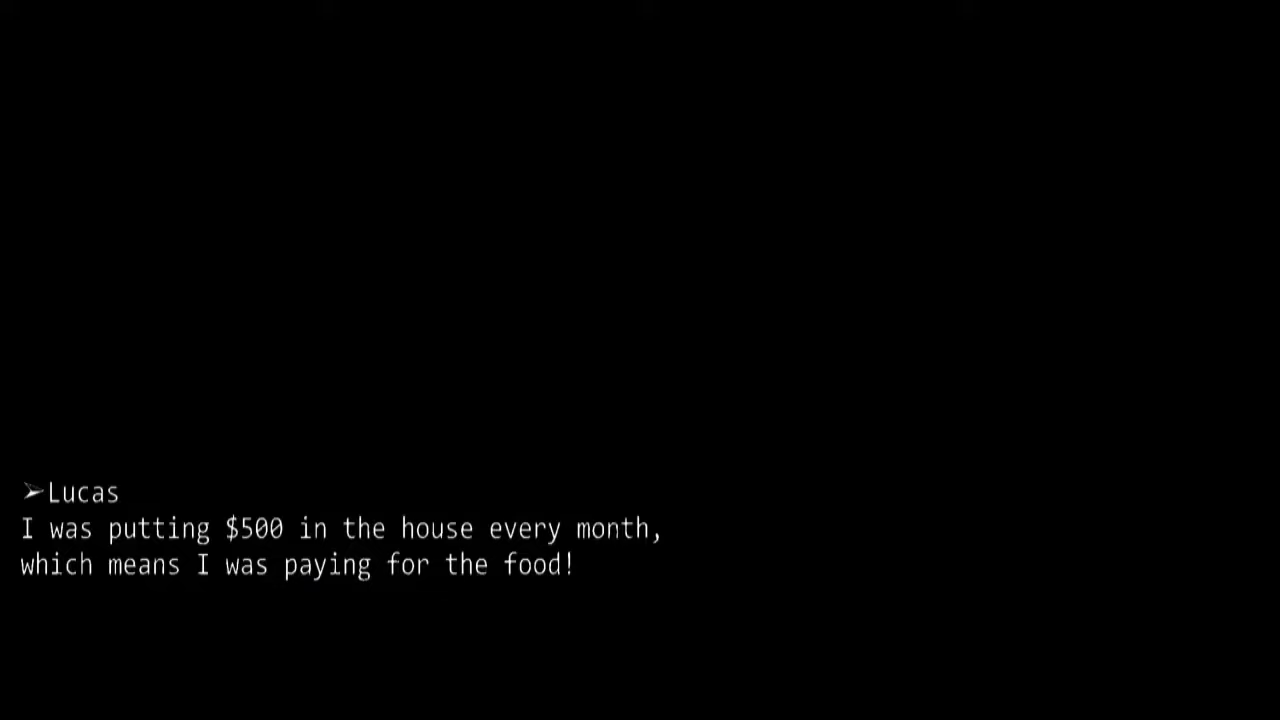 ➢Lucas
I was putting $500 in the house every month,
which means I was paying for the food!